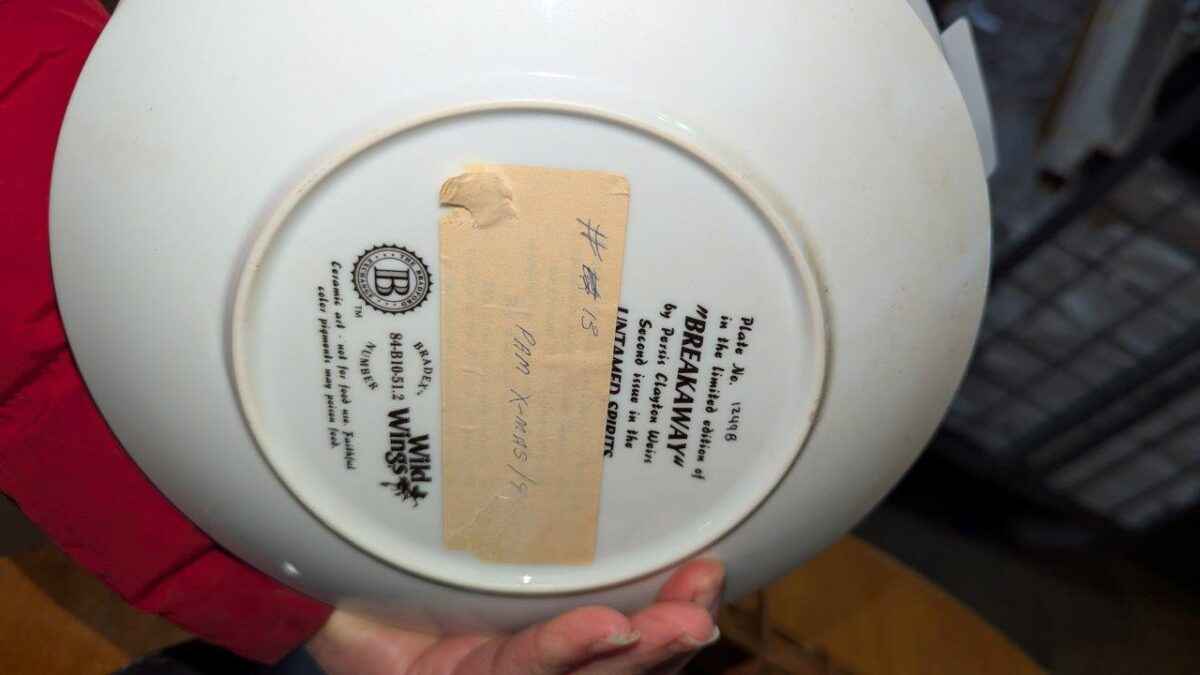 Plate No. 12498
in the limited edition of
"BREAKAWAY"
by Persis Clayton Weirs
Second issue in the
UNTAMED SPIRITS
# 13
PAM X-MAS
THE BRADFORD EXCHANGE
B
TM
BRADEX
84-B10-51.2
NUMBER
Wild
Wings
Ceramic art - not for food use. Faithful
color pigments may poison food.